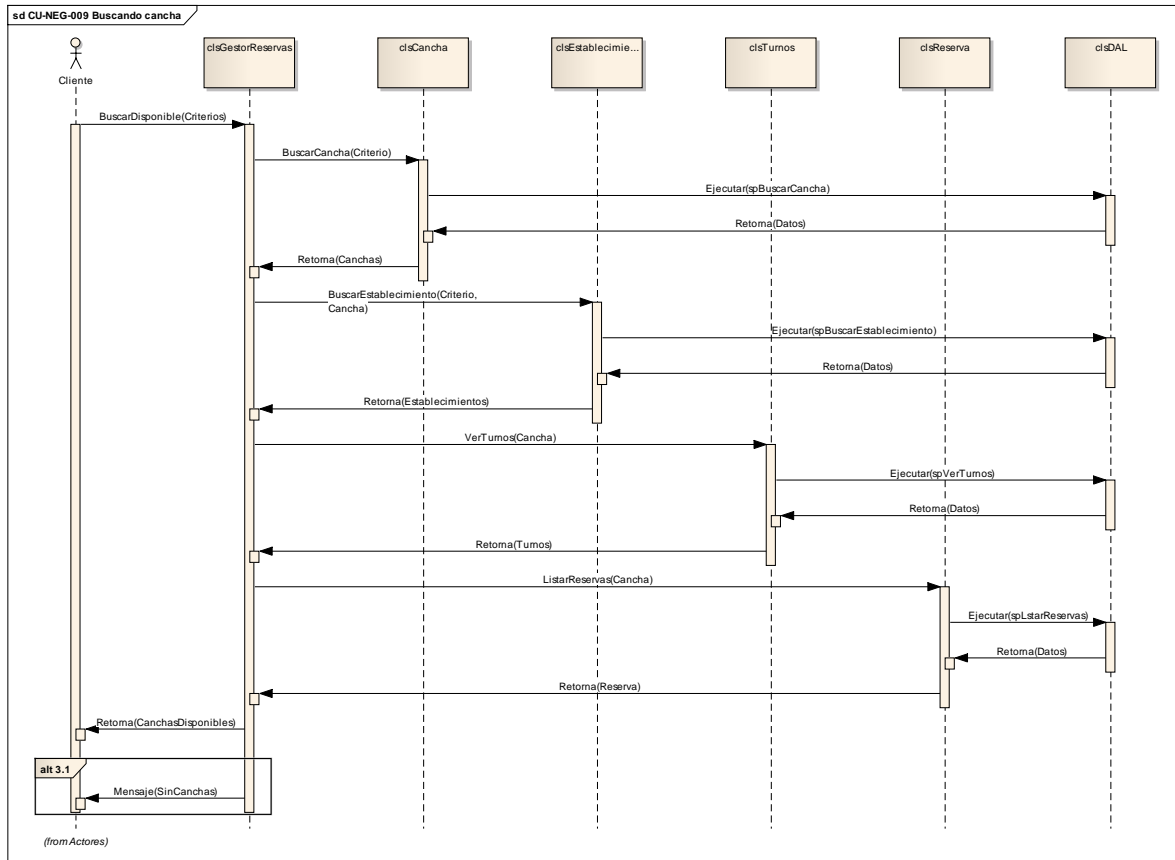 sd CU-NEG-009 Buscando cancha
Cliente
clsGestorReservas
clsCancha
clsEstablecimie...
clsTurnos
clsReserva
clsDAL
BuscarDisponible(Criterios)
BuscarCancha(Criterio)
Ejecutar(spBuscarCancha)
Retorna(Datos)
Retorna(Canchas)
BuscarEstablecimiento(Criterio,
Cancha)
Ejecutar(spBuscarEstablecimiento)
Retorna(Datos)
Retorna(Establecimientos)
VerTurnos(Cancha)
Ejecutar(spVerTurnos)
Retorna(Datos)
Retorna(Turnos)
ListarReservas(Cancha)
Ejecutar(spLstarReservas)
Retorna(Datos)
Retorna(Reserva)
Retorna(CanchasDisponibles)
alt 3.1
Mensaje(SinCanchas)
(from Actores)